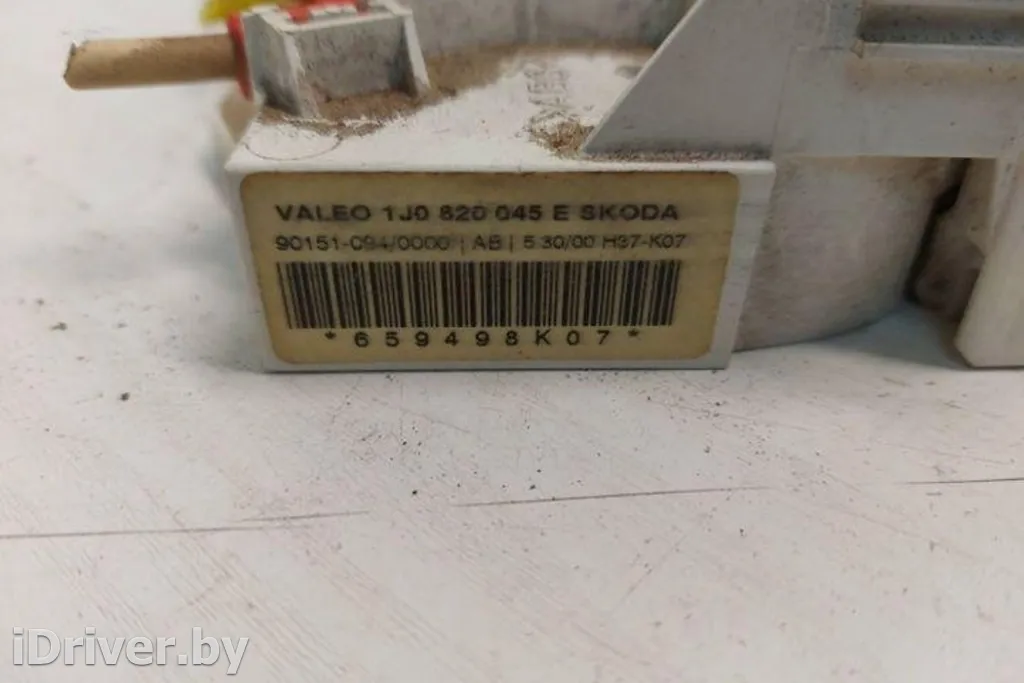 VALEO 1J0 820 045 E SKODA
90151-094/0000 | AB | 5 30/00 H37-K07
*659498K07*
iDriver.by